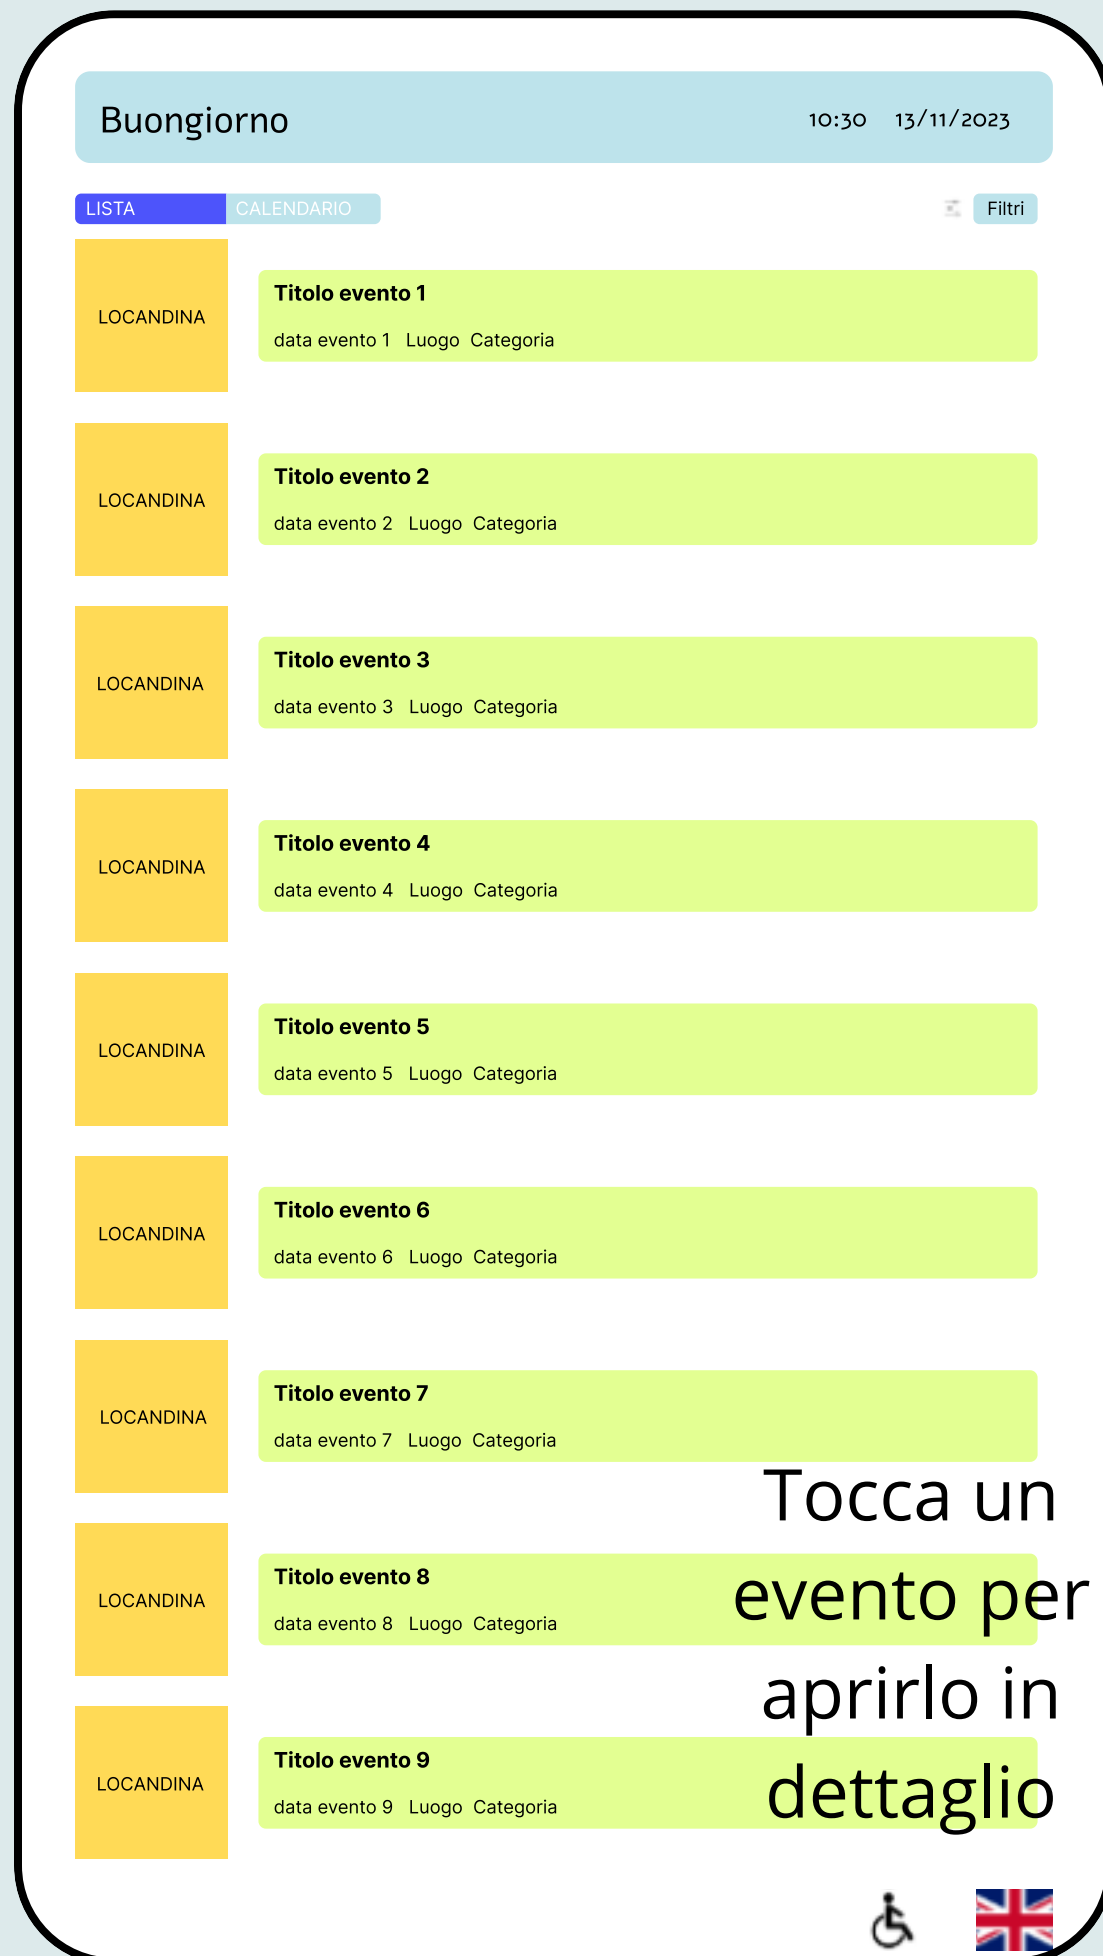 Buongiorno 10:30 13/11/2023
LISTA CALENDARIO Filtri
LOCANDINA
Titolo evento 1
data evento 1 Luogo Categoria
LOCANDINA
Titolo evento 2
data evento 2 Luogo Categoria
LOCANDINA
Titolo evento 3
data evento 3 Luogo Categoria
LOCANDINA
Titolo evento 4
data evento 4 Luogo Categoria
LOCANDINA
Titolo evento 5
data evento 5 Luogo Categoria
LOCANDINA
Titolo evento 6
data evento 6 Luogo Categoria
LOCANDINA
Titolo evento 7
data evento 7 Luogo Categoria
LOCANDINA
Titolo evento 8
data evento 8 Luogo Categoria
LOCANDINA
Titolo evento 9
data evento 9 Luogo Categoria
Tocca un
evento per
aprirlo in
dettaglio